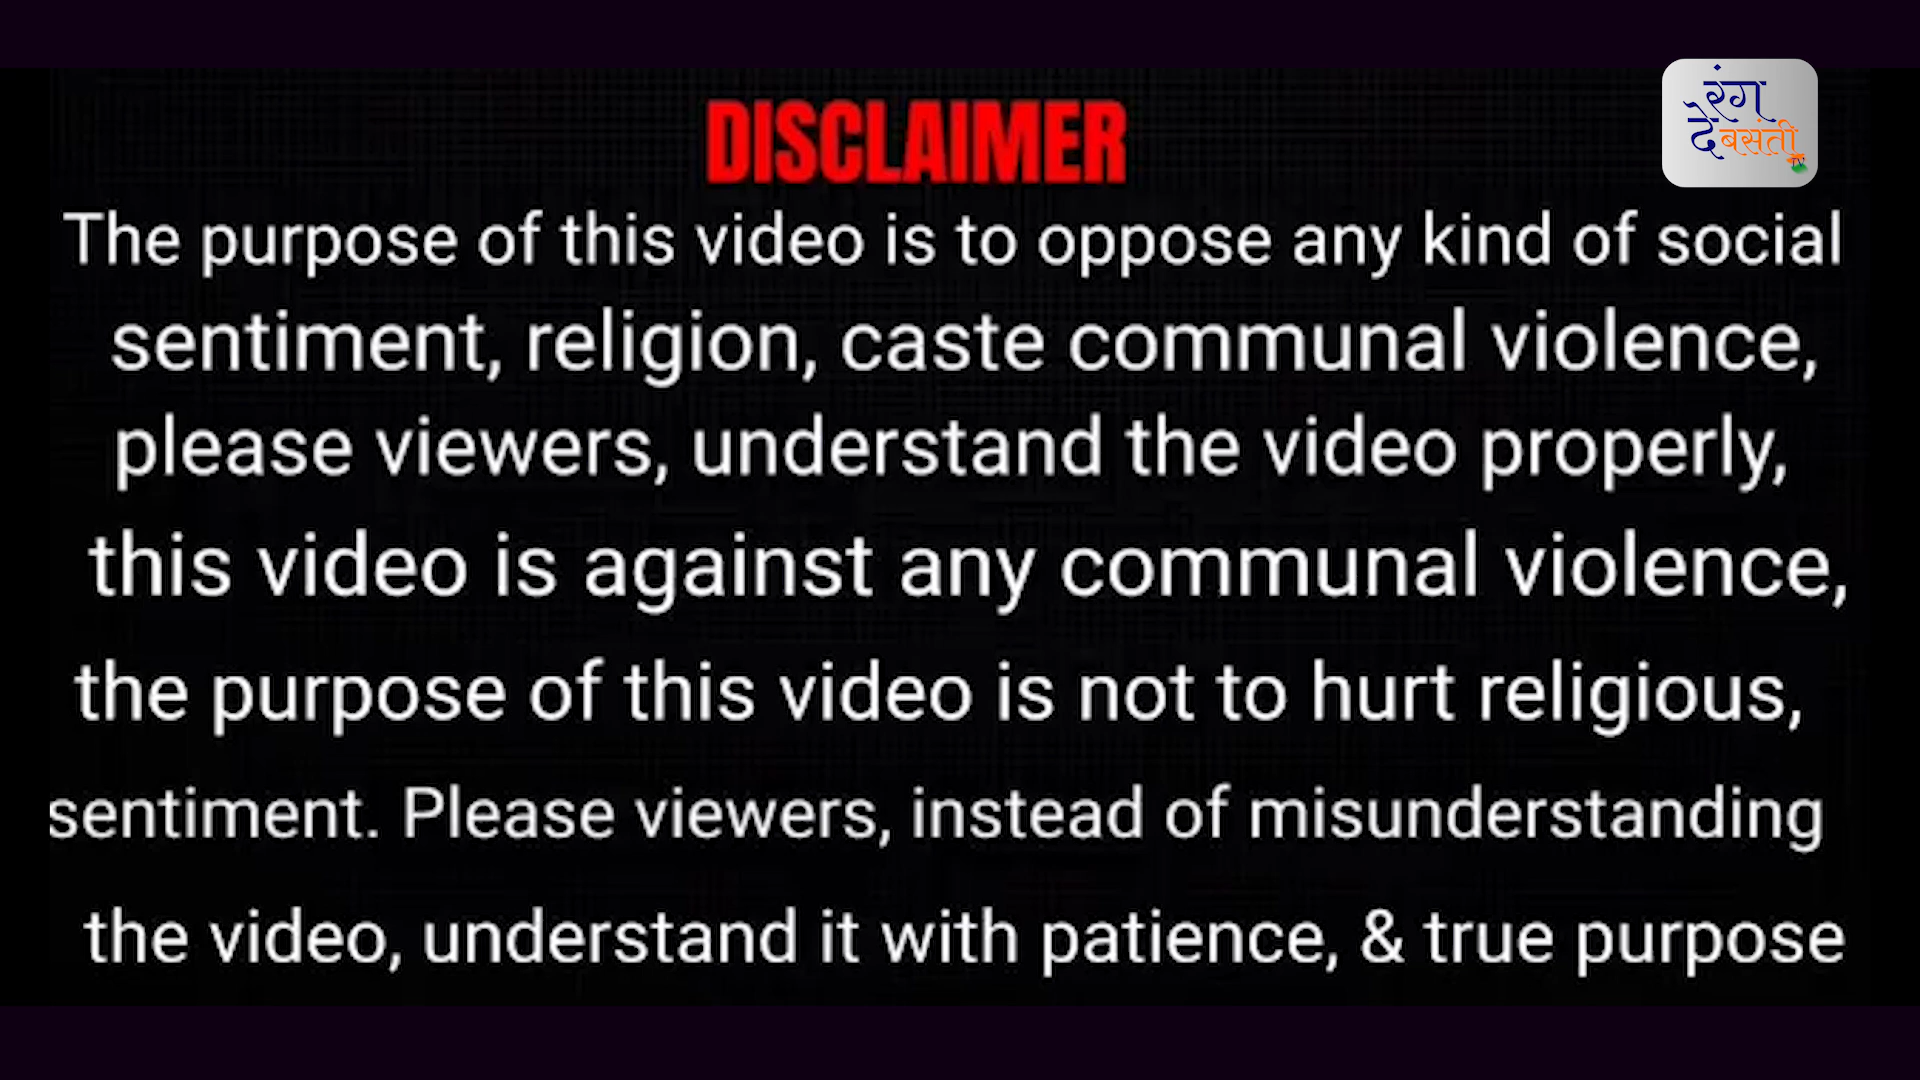 DISCLAIMER
रंग
दे बसंती
TV
The purpose of this video is to oppose any kind of social
sentiment, religion, caste communal violence,
please viewers, understand the video properly,
this video is against any communal violence,
the purpose of this video is not to hurt religious,
sentiment. Please viewers, instead of misunderstanding
the video, understand it with patience, & true purpose